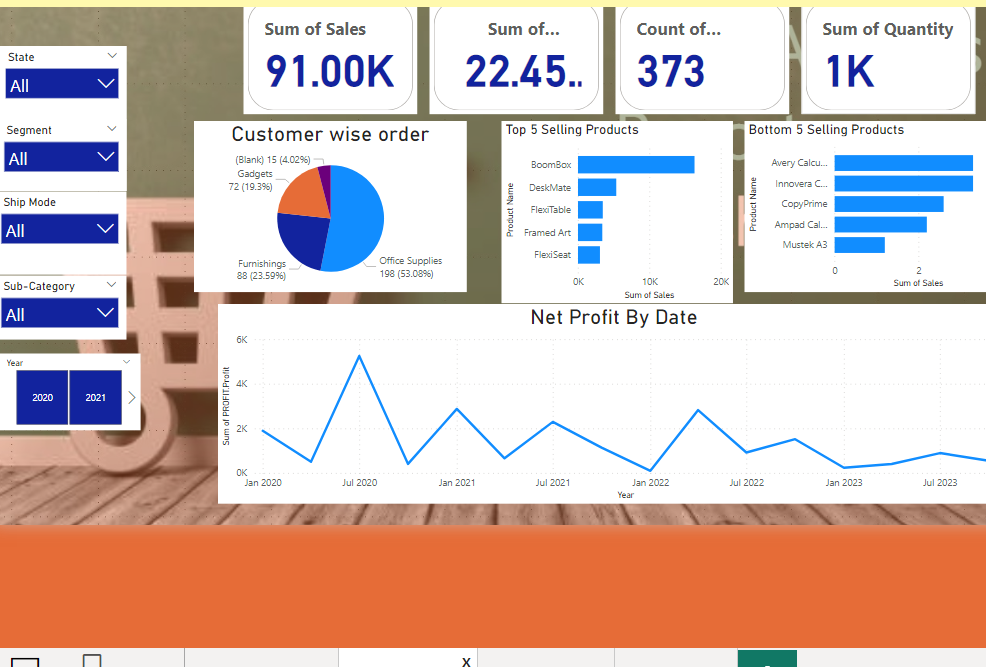 Sum of Sales
91.00K
Sum of...
22.45..
Count of...
373
Sum of Quantity
1K
State
All
Segment
All
Ship Mode
All
Sub-Category
All
Year
2020
2021
Customer wise order
(Blank) 15 (4.02%)
Gadgets
72 (19.3%)
Furnishings
88 (23.59%)
Office Supplies
198 (53.08%)
Top 5 Selling Products
Product Name
BoomBox
DeskMate
FlexiTable
Framed Art
FlexiSeat
0K
10K
20K
Sum of Sales
Bottom 5 Selling Products
Product Name
Avery Calcu...
Innovera C...
CopyPrime
Ampad Cal...
Mustek A3
0
2
Sum of Sales
Net Profit By Date
Sum of PROFIT.Profit
6K
4K
2K
0K
Jan 2020
Jul 2020
Jan 2021
Jul 2021
Jan 2022
Jul 2022
Jan 2023
Jul 2023
Year
x